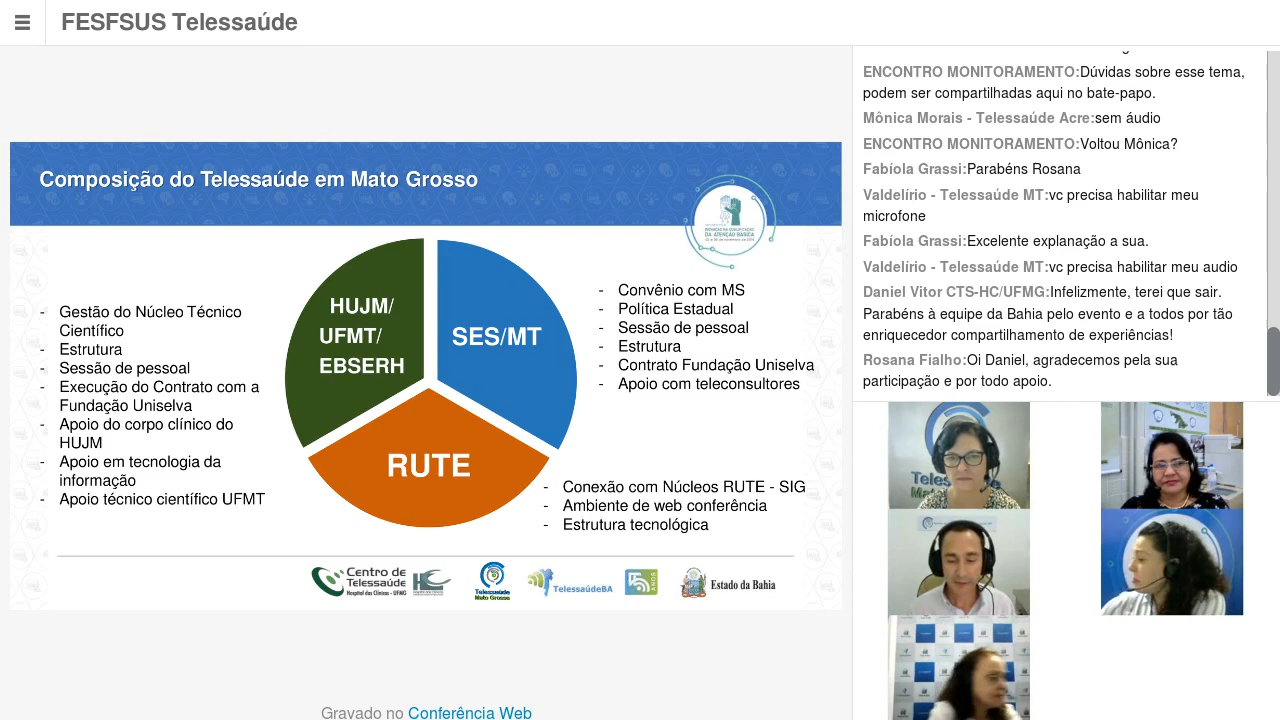 FESFSUS Telessaúde
Composição do Telessaúde em Mato Grosso
INOVAÇÃO NA QUALIFICAÇÃO
DA ATENÇÃO BÁSICA
- Gestão do Núcleo Técnico
Científico
- Estrutura
- Sessão de pessoal
- Execução do Contrato com a
Fundação Uniselva
- Apoio do corpo clínico do
HUJM
- Apoio em tecnologia da
informação
- Apoio técnico científico UFMT
HUJM/
UFMT/
EBSERH
SES/MT
RUTE
- Convênio com MS
- Política Estadual
- Sessão de pessoal
- Estrutura
- Contrato Fundação Uniselva
- Apoio com teleconsultores
- Conexão com Núcleos RUTE - SIG
- Ambiente de web conferência
- Estrutura tecnológica
Centro de
Telessaúde
Hospital das Clínicas - UFMG
HC
Telessaúde
Mato Grosso
TelessaúdeBA
ANOS
Estado da Bahia
Gravado no Conferência Web
ENCONTRO MONITORAMENTO:Dúvidas sobre esse tema,
podem ser compartilhadas aqui no bate-papo.
Mônica Morais - Telessaúde Acre:sem áudio
ENCONTRO MONITORAMENTO:Voltou Mônica?
Fabíola Grassi:Parabéns Rosana
Valdelírio - Telessaúde MT:vc precisa habilitar meu
microfone
Fabíola Grassi:Excelente explanação a sua.
Valdelírio - Telessaúde MT:vc precisa habilitar meu audio
Daniel Vitor CTS-HC/UFMG:Infelizmente, terei que sair.
Parabéns à equipe da Bahia pelo evento e a todos por tão
enriquecedor compartilhamento de experiências!
Rosana Fialho:Oi Daniel, agradecemos pela sua
participação e por todo apoio.